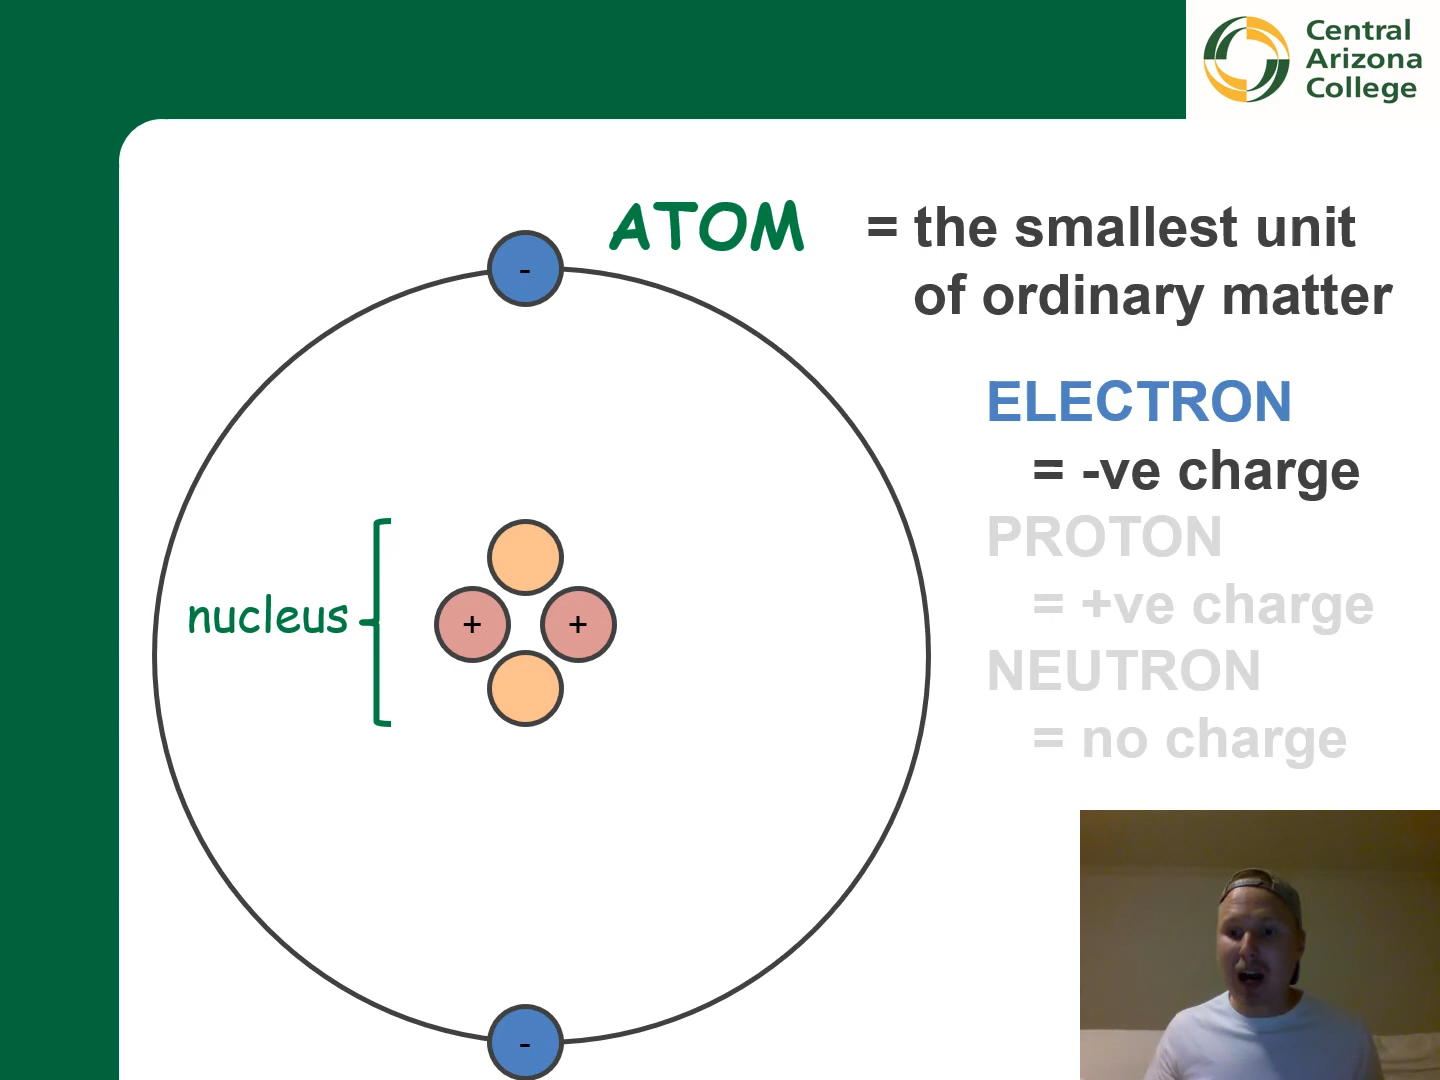 Central
Arizona
College
ATOM = the smallest unit
of ordinary matter
-
ELECTRON
= -ve charge
PROTON
= +ve charge
NEUTRON
= no charge
nucleus
+ +
-